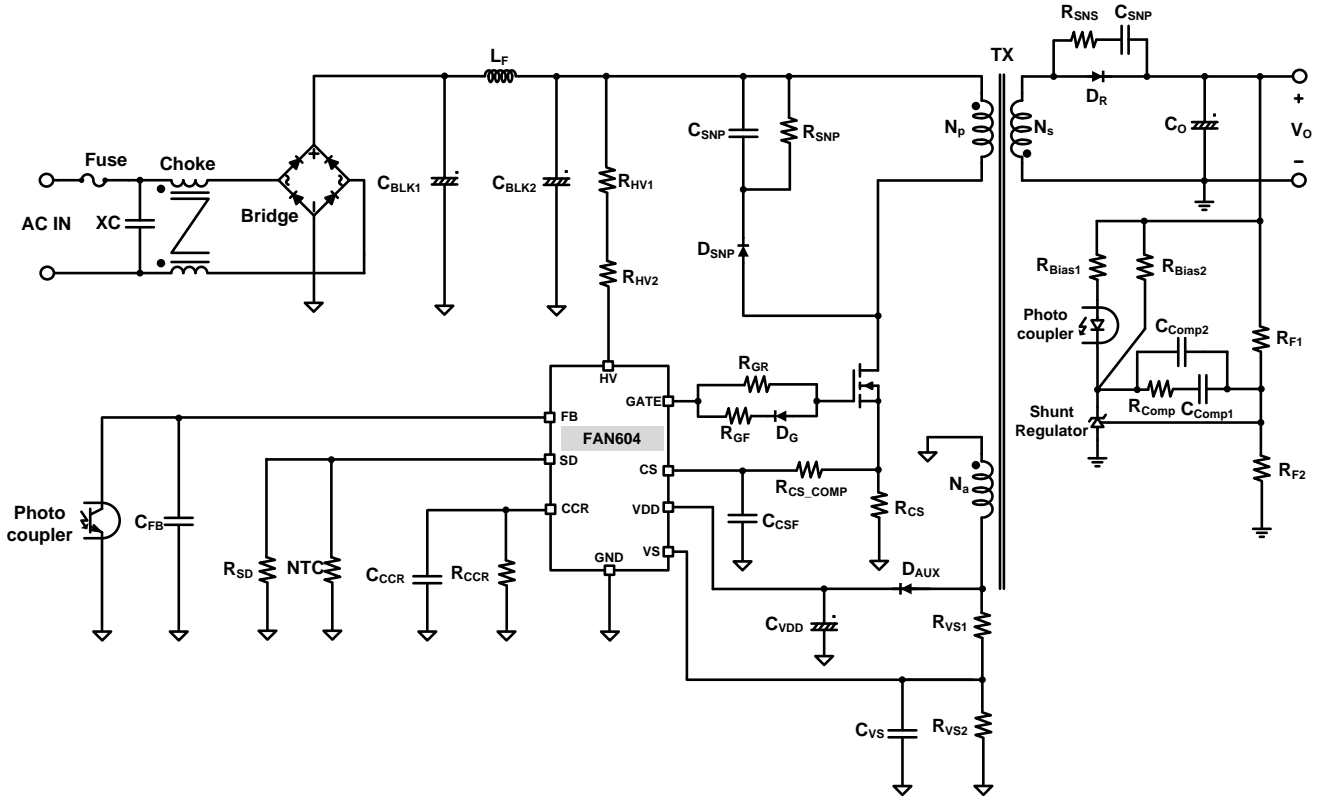 RSNS
CSNP
LF
TX
DR
+
VO
−
CO
Np
Ns
CSNP
RSNP
Fuse
Choke
+
−
Bridge
AC IN
XC
CBLK1
CBLK2
RHV1
RHV2
DSNP
RBias1
RBias2
Photo
coupler
CComp2
RF1
RComp
CComp1
Shunt
Regulator
RF2
HV
GATE
FB
FAN604
SD
CS
CCR
VDD
VS
GND
RGR
RGF
DG
RCS_COMP
RCS
CCSF
Na
Photo
coupler
CFB
RSD
NTC
CCCR
RCCR
DAUX
CVDD
RVS1
CVS
RVS2